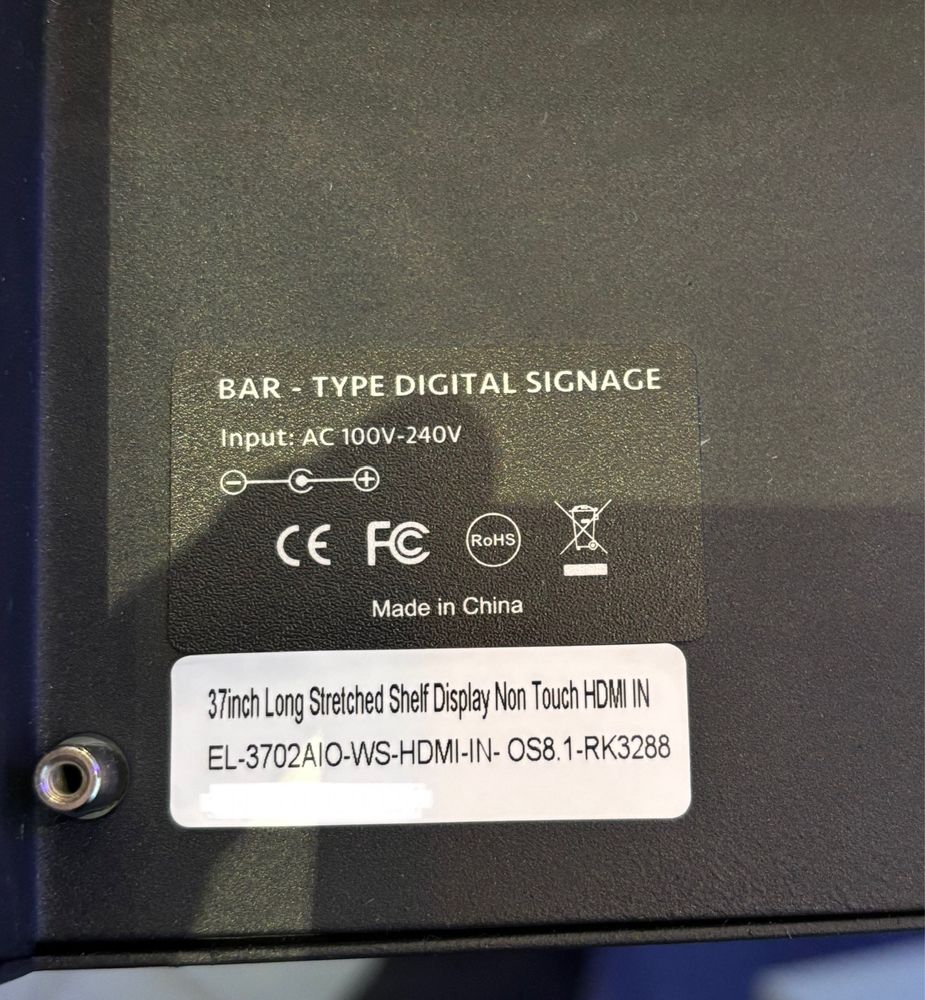 BAR - TYPE DIGITAL SIGNAGE
Input: AC 100V-240V
CE FC RoHS
Made in China
37inch Long Stretched Shelf Display Non Touch HDMI IN
EL-3702AIO-WS-HDMI-IN- OS8.1-RK3288